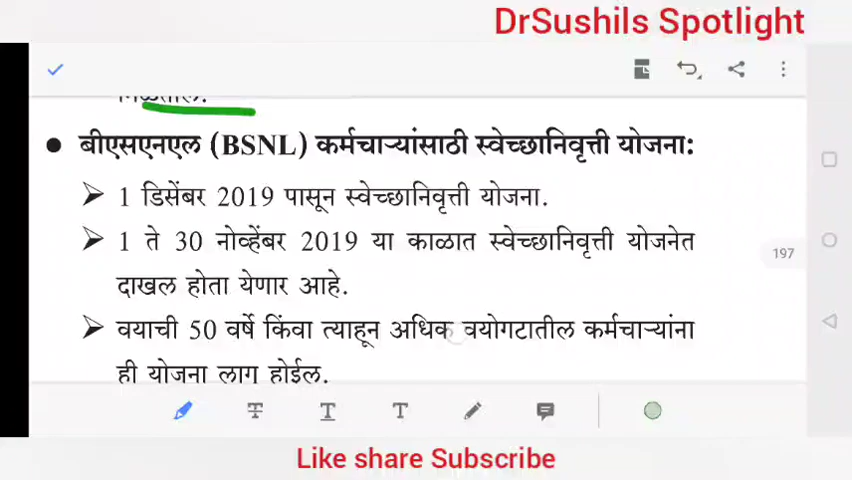 DrSushils Spotlight
बीएसएनएल (BSNL) कर्मचाऱ्यांसाठी स्वेच्छानिवृत्ती योजना:
1 डिसेंबर 2019 पासून स्वेच्छानिवृत्ती योजना.
1 ते 30 नोव्हेंबर 2019 या काळात स्वेच्छानिवृत्ती योजनेत
197
दाखल होता येणार आहे.
वयाची 50 वर्षे किंवा त्याहून अधिक वयोगटातील कर्मचाऱ्यांना
ही योजना लागू होईल.
Like share Subscribe